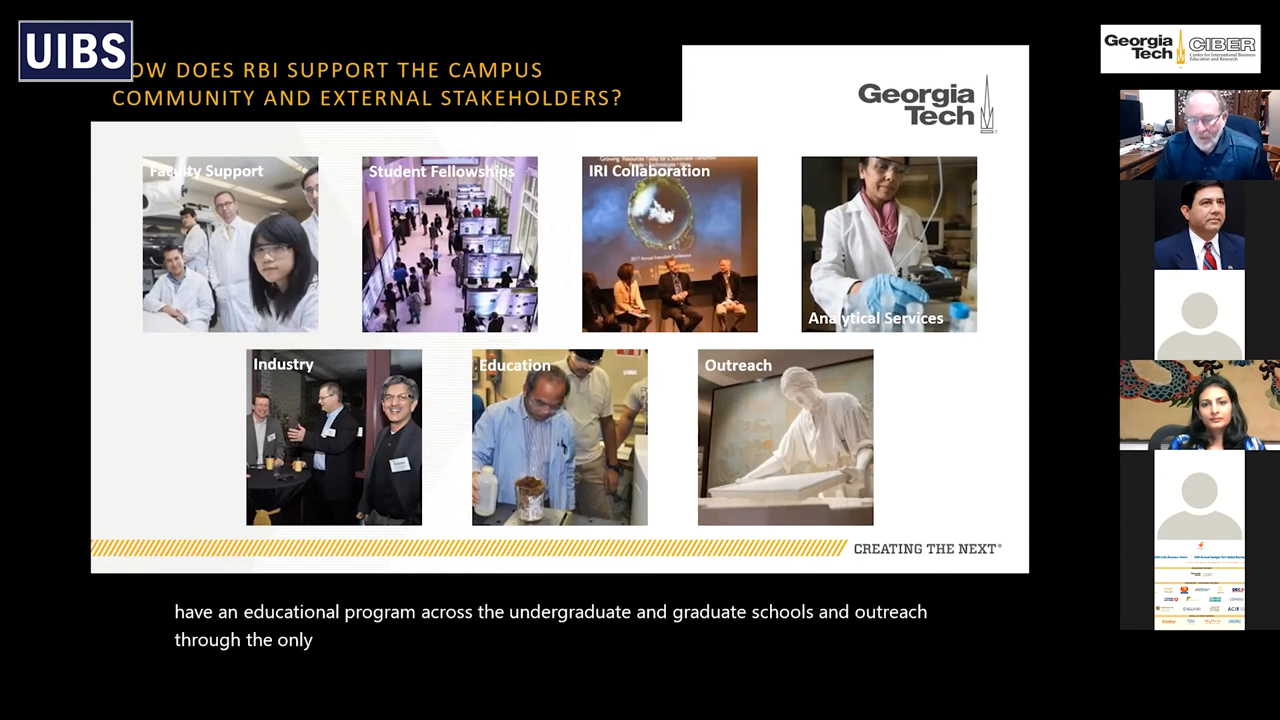 UIBS
OW DOES RBI SUPPORT THE CAMPUS
COMMUNITY AND EXTERNAL STAKEHOLDERS?
Georgia
Tech
Georgia
Tech
CIBER
Center for International Business
Education and Research
Faculty Support
Student Fellowships
IRI Collaboration
Analytical Services
Industry
Education
Outreach
CREATING THE NEXT®
have an educational program across the undergraduate and graduate schools and outreach
through the only